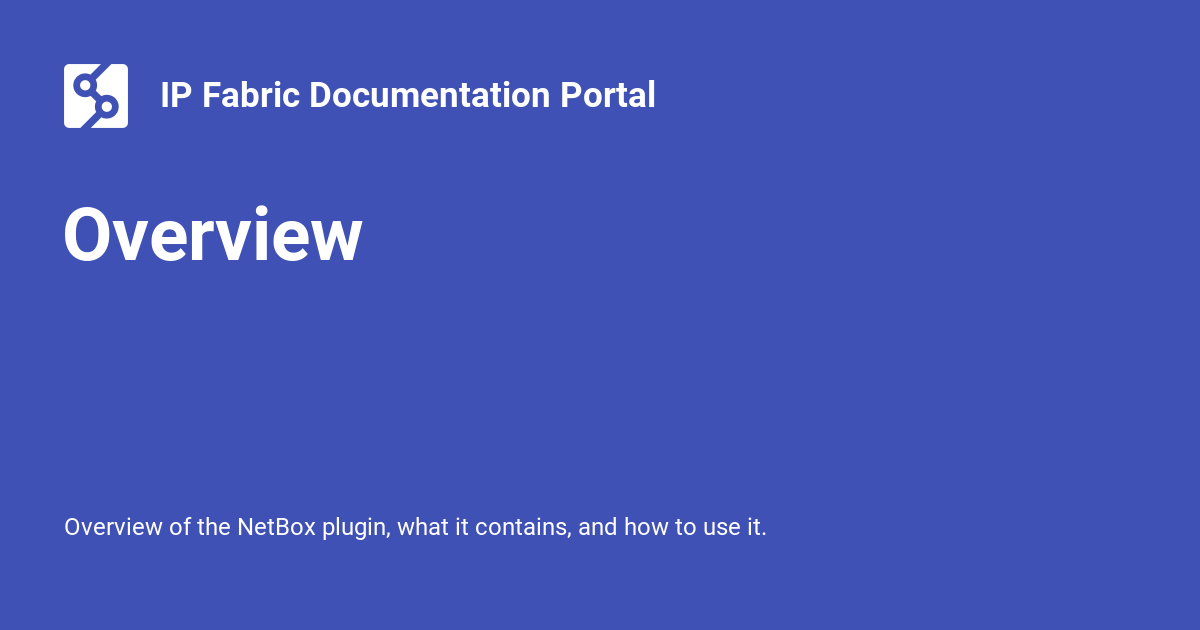 IP Fabric Documentation Portal
Overview
Overview of the NetBox plugin, what it contains, and how to use it.